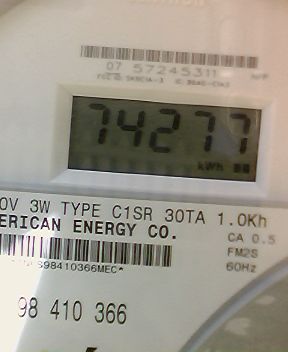 07 57245311
74277
kWh
0V 3W TYPE C1SR 30TA 1.0Kh
ERICAN ENERGY CO.
CA 0.5
FM2S
60Hz
98410366MEC*
98 410 366